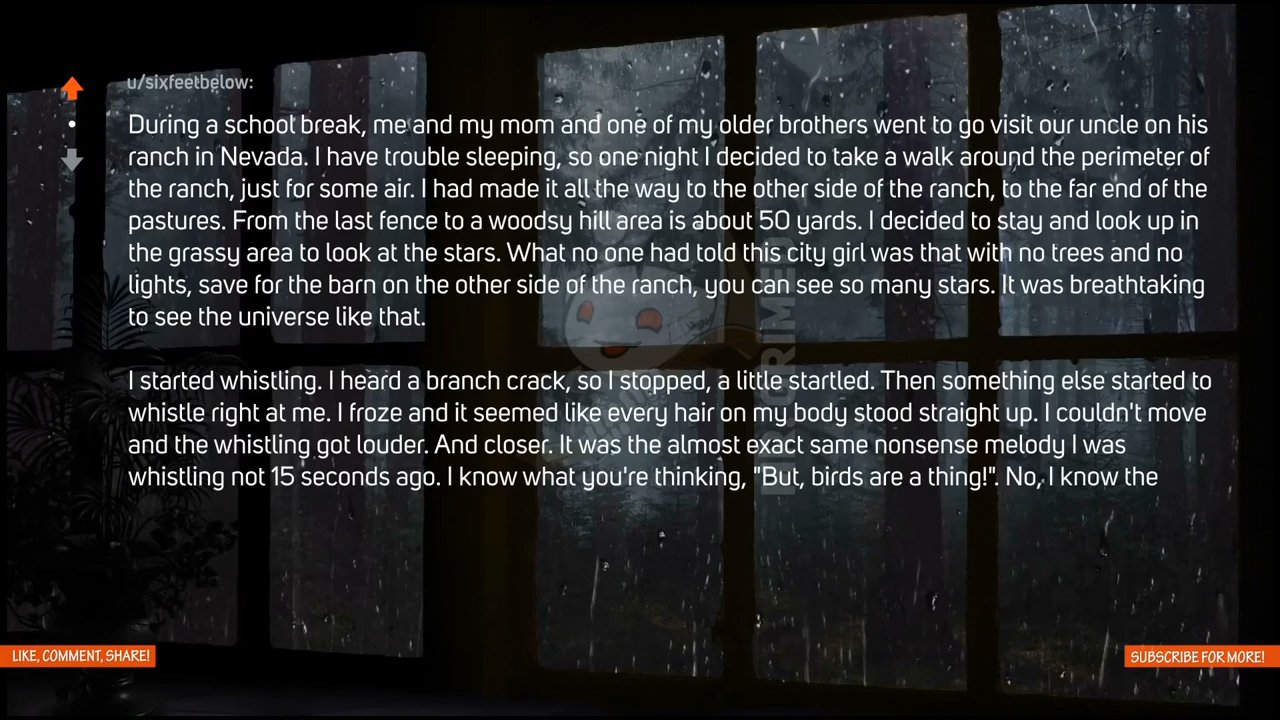 u/sixfeetbelow:
During a school break, me and my mom and one of my older brothers went to go visit our uncle on his
ranch in Nevada. I have trouble sleeping, so one night I decided to take a walk around the perimeter of
the ranch, just for some air. I had made it all the way to the other side of the ranch, to the far end of the
pastures. From the last fence to a woodsy hill area is about 50 yards. I decided to stay and look up in
the grassy area to look at the stars. What no one had told this city girl was that with no trees and no
lights, save for the barn on the other side of the ranch, you can see so many stars. It was breathtaking
to see the universe like that.
I started whistling. I heard a branch crack, so I stopped, a little startled. Then something else started to
whistle right at me. I froze and it seemed like every hair on my body stood straight up. I couldn't move
and the whistling got louder. And closer. It was the almost exact same nonsense melody I was
whistling not 15 seconds ago. I know what you're thinking, "But, birds are a thing!". No, I know the
LIKE, COMMENT, SHARE!
SUBSCRIBE FOR MORE!